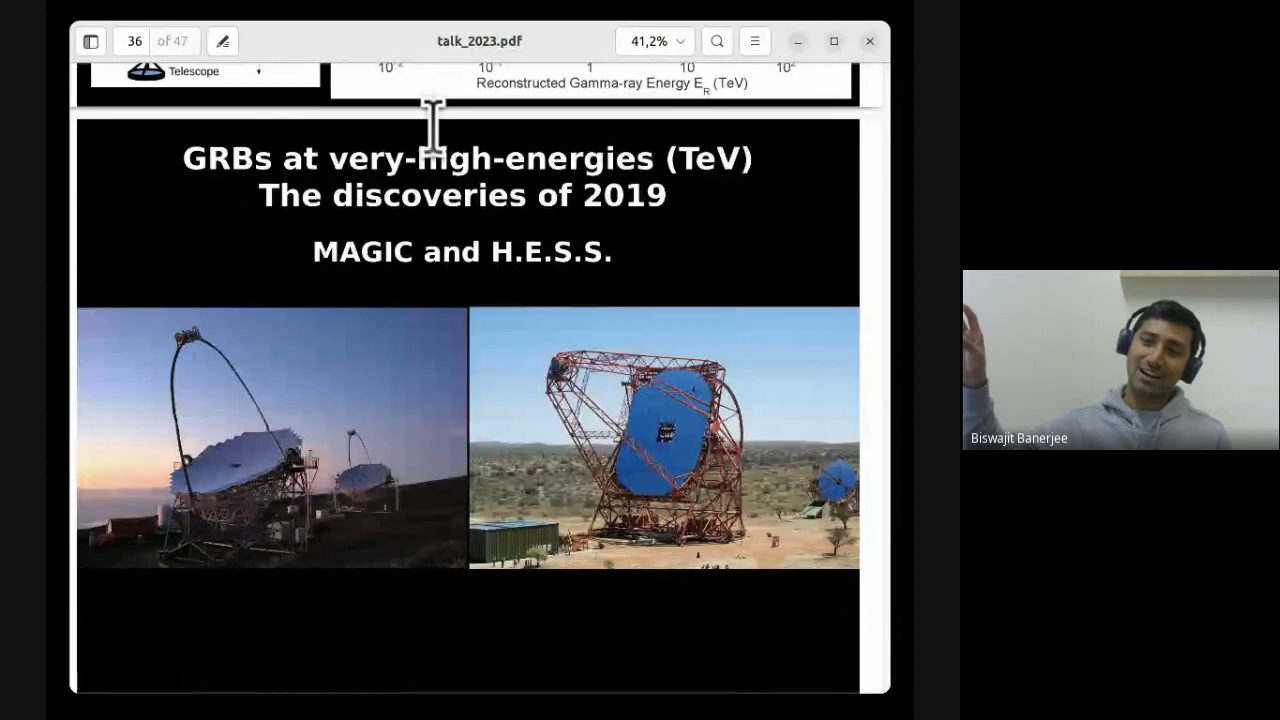 36 of 47
talk_2023.pdf
41,2%
Telescope
10⁻² 10⁻¹ 1 10 10²
Reconstructed Gamma-ray Energy E_R (TeV)
GRBs at very-high-energies (TeV)
The discoveries of 2019
MAGIC and H.E.S.S.
Biswajit Banerjee